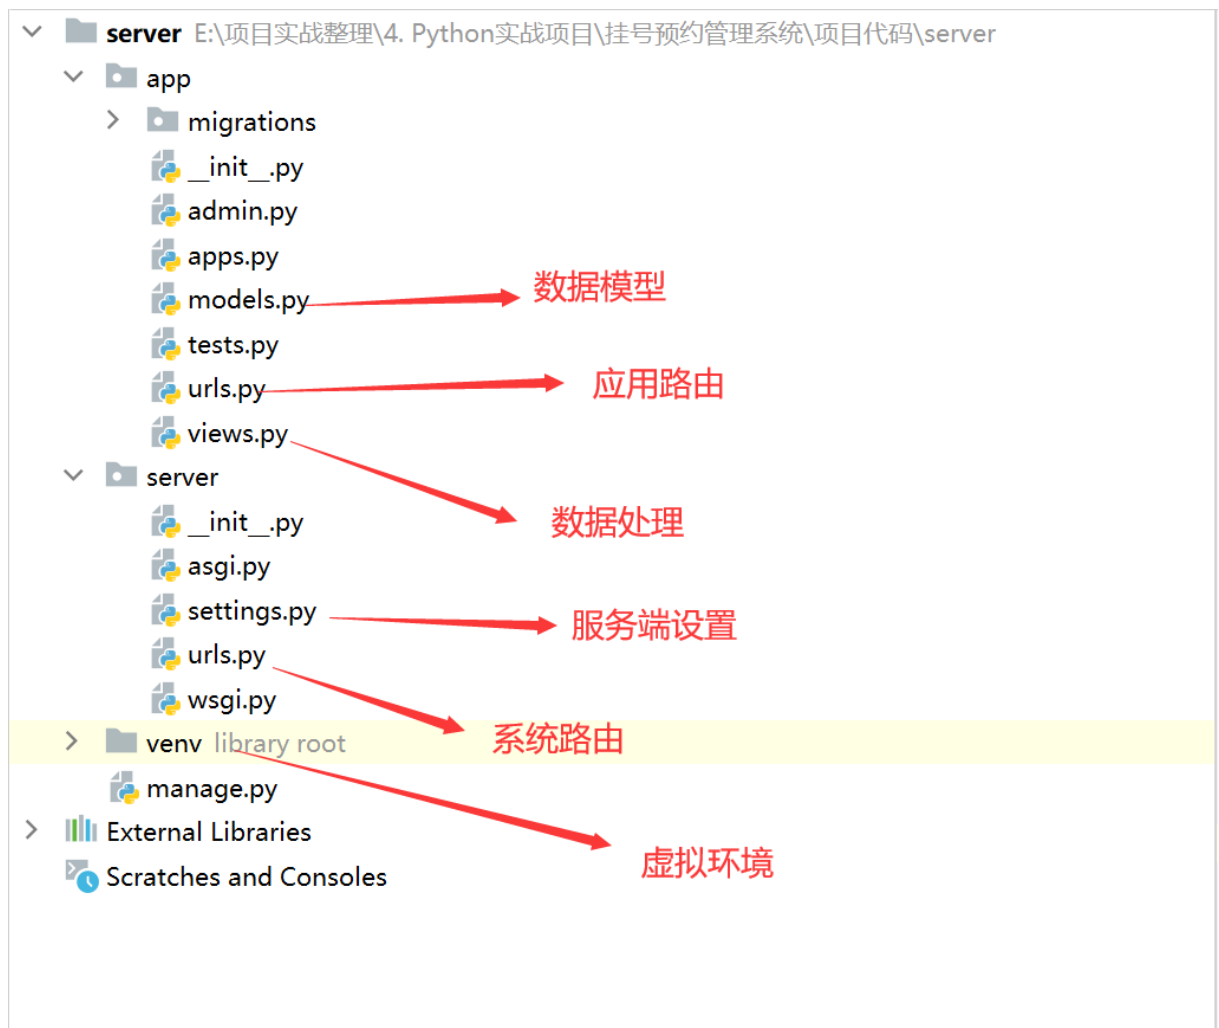 server E:\项目实战整理\4. Python实战项目\挂号预约管理系统\项目代码\server
app
migrations
__init__.py
admin.py
apps.py
models.py 数据模型
tests.py
urls.py 应用路由
views.py
server
__init__.py 数据处理
asgi.py
settings.py 服务端设置
urls.py
wsgi.py
venv library root 系统路由
manage.py
External Libraries
虚拟环境
Scratches and Consoles